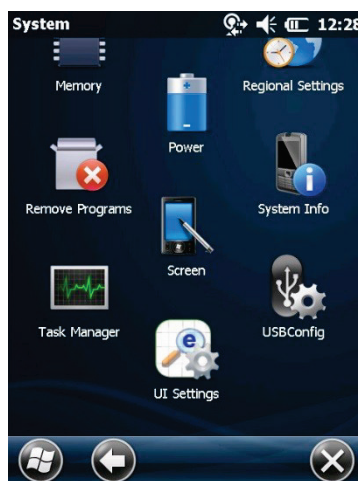 System 12:28
Memory
Regional Settings
Power
Remove Programs
System Info
Screen
Task Manager
USBConfig
UI Settings